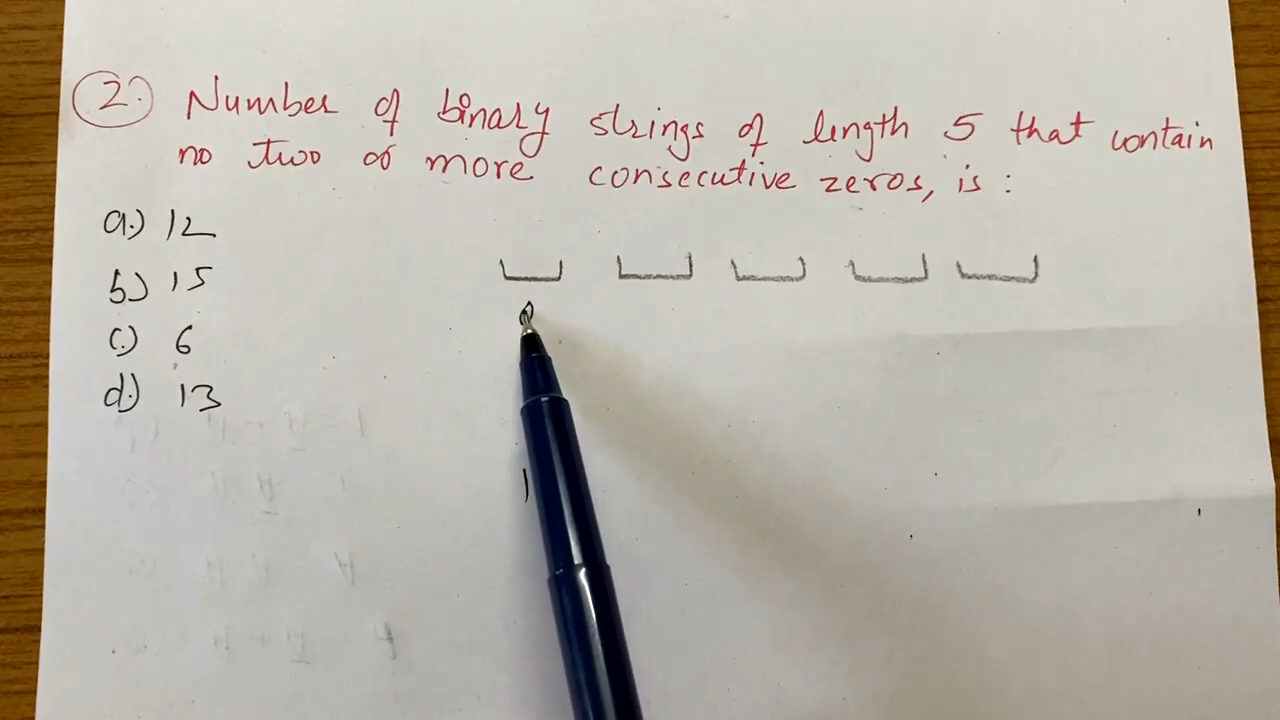 2. Number of binary strings of length 5 that contain
no two or more consecutive zeros, is :
a.) 12
b.) 15
c.) 6
d.) 13
0
1